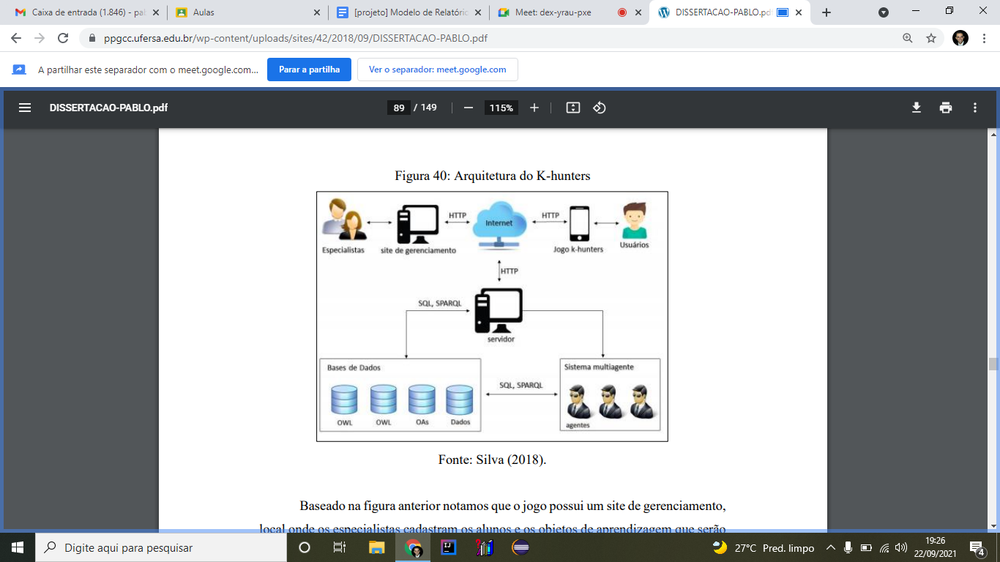 Caixa de entrada (1.846) - pa
Aulas
[projeto] Modelo de Relatóri
Meet: dex-yrau-pxe
DISSERTACAO-PABLO.pd
ppgcc.ufersa.edu.br/wp-content/uploads/sites/42/2018/09/DISSERTACAO-PABLO.pdf
A partilhar este separador com o meet.google.com...
Parar a partilha
Ver o separador: meet.google.com
DISSERTACAO-PABLO.pdf
89 / 149
115%
Figura 40: Arquitetura do K-hunters
HTTP
Internet
HTTP
Especialistas
site de gerenciamento
Jogo k-hunters
Usuários
HTTP
SQL, SPARQL
servidor
Bases de Dados
Sistema multiagente
SQL, SPARQL
OWL
OWL
OAs
Dados
agentes
Fonte: Silva (2018).
Baseado na figura anterior notamos que o jogo possui um site de gerenciamento,
local onde os especialistas cadastram os alunos e os objetos de aprendizagem que serão
Digite aqui para pesquisar
27°C Pred. limpo
19:26
22/09/2021
4